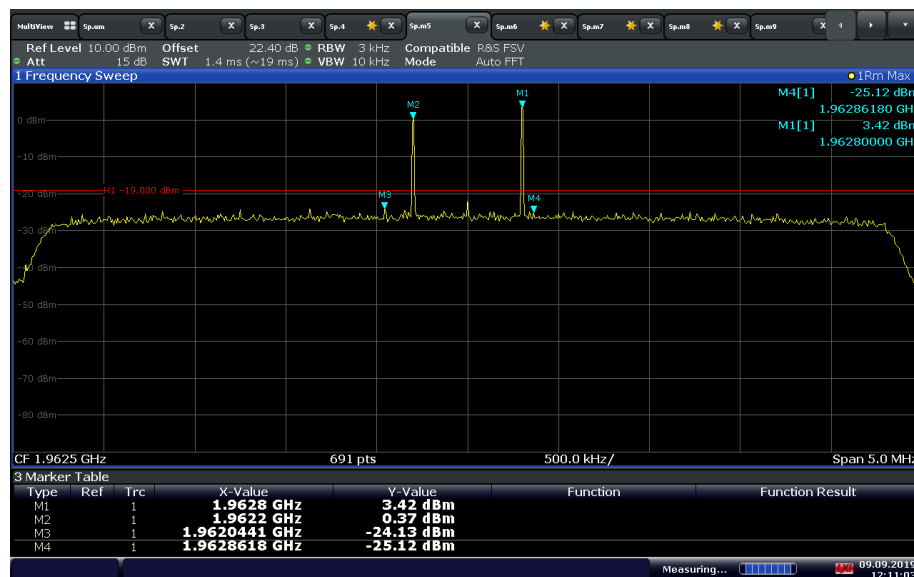 MultiView Sp.um X Sp.2 X Sp.3 X Sp.4 X Sp.m5 X Sp.m6 X Sp.m7 X Sp.m8 X Sp.m9 X
Ref Level 10.00 dBm Offset 22.40 dB RBW 3 kHz Compatible R&S FSV
Att 15 dB SWT 1.4 ms (~19 ms) VBW 10 kHz Mode Auto FFT
1 Frequency Sweep 1Rm Max
M4[1] -25.12 dBm
1.96286180 GH
M1[1] 3.42 dBm
1.96280000 GH
M1
M2
0 dBm
-10 dBm
H1 -19.000 dBm
-20 dBm
M3
M4
-30 dBm
-40 dBm
-50 dBm
-60 dBm
-70 dBm
-80 dBm
CF 1.9625 GHz 691 pts 500.0 kHz/ Span 5.0 MHz
3 Marker Table
Type Ref Trc X-Value Y-Value Function Function Result
M1 1 1.9628 GHz 3.42 dBm
M2 1 1.9622 GHz 0.37 dBm
M3 1 1.9620441 GHz -24.13 dBm
M4 1 1.9628618 GHz -25.12 dBm
Measuring... 09.09.2019
12:11:03